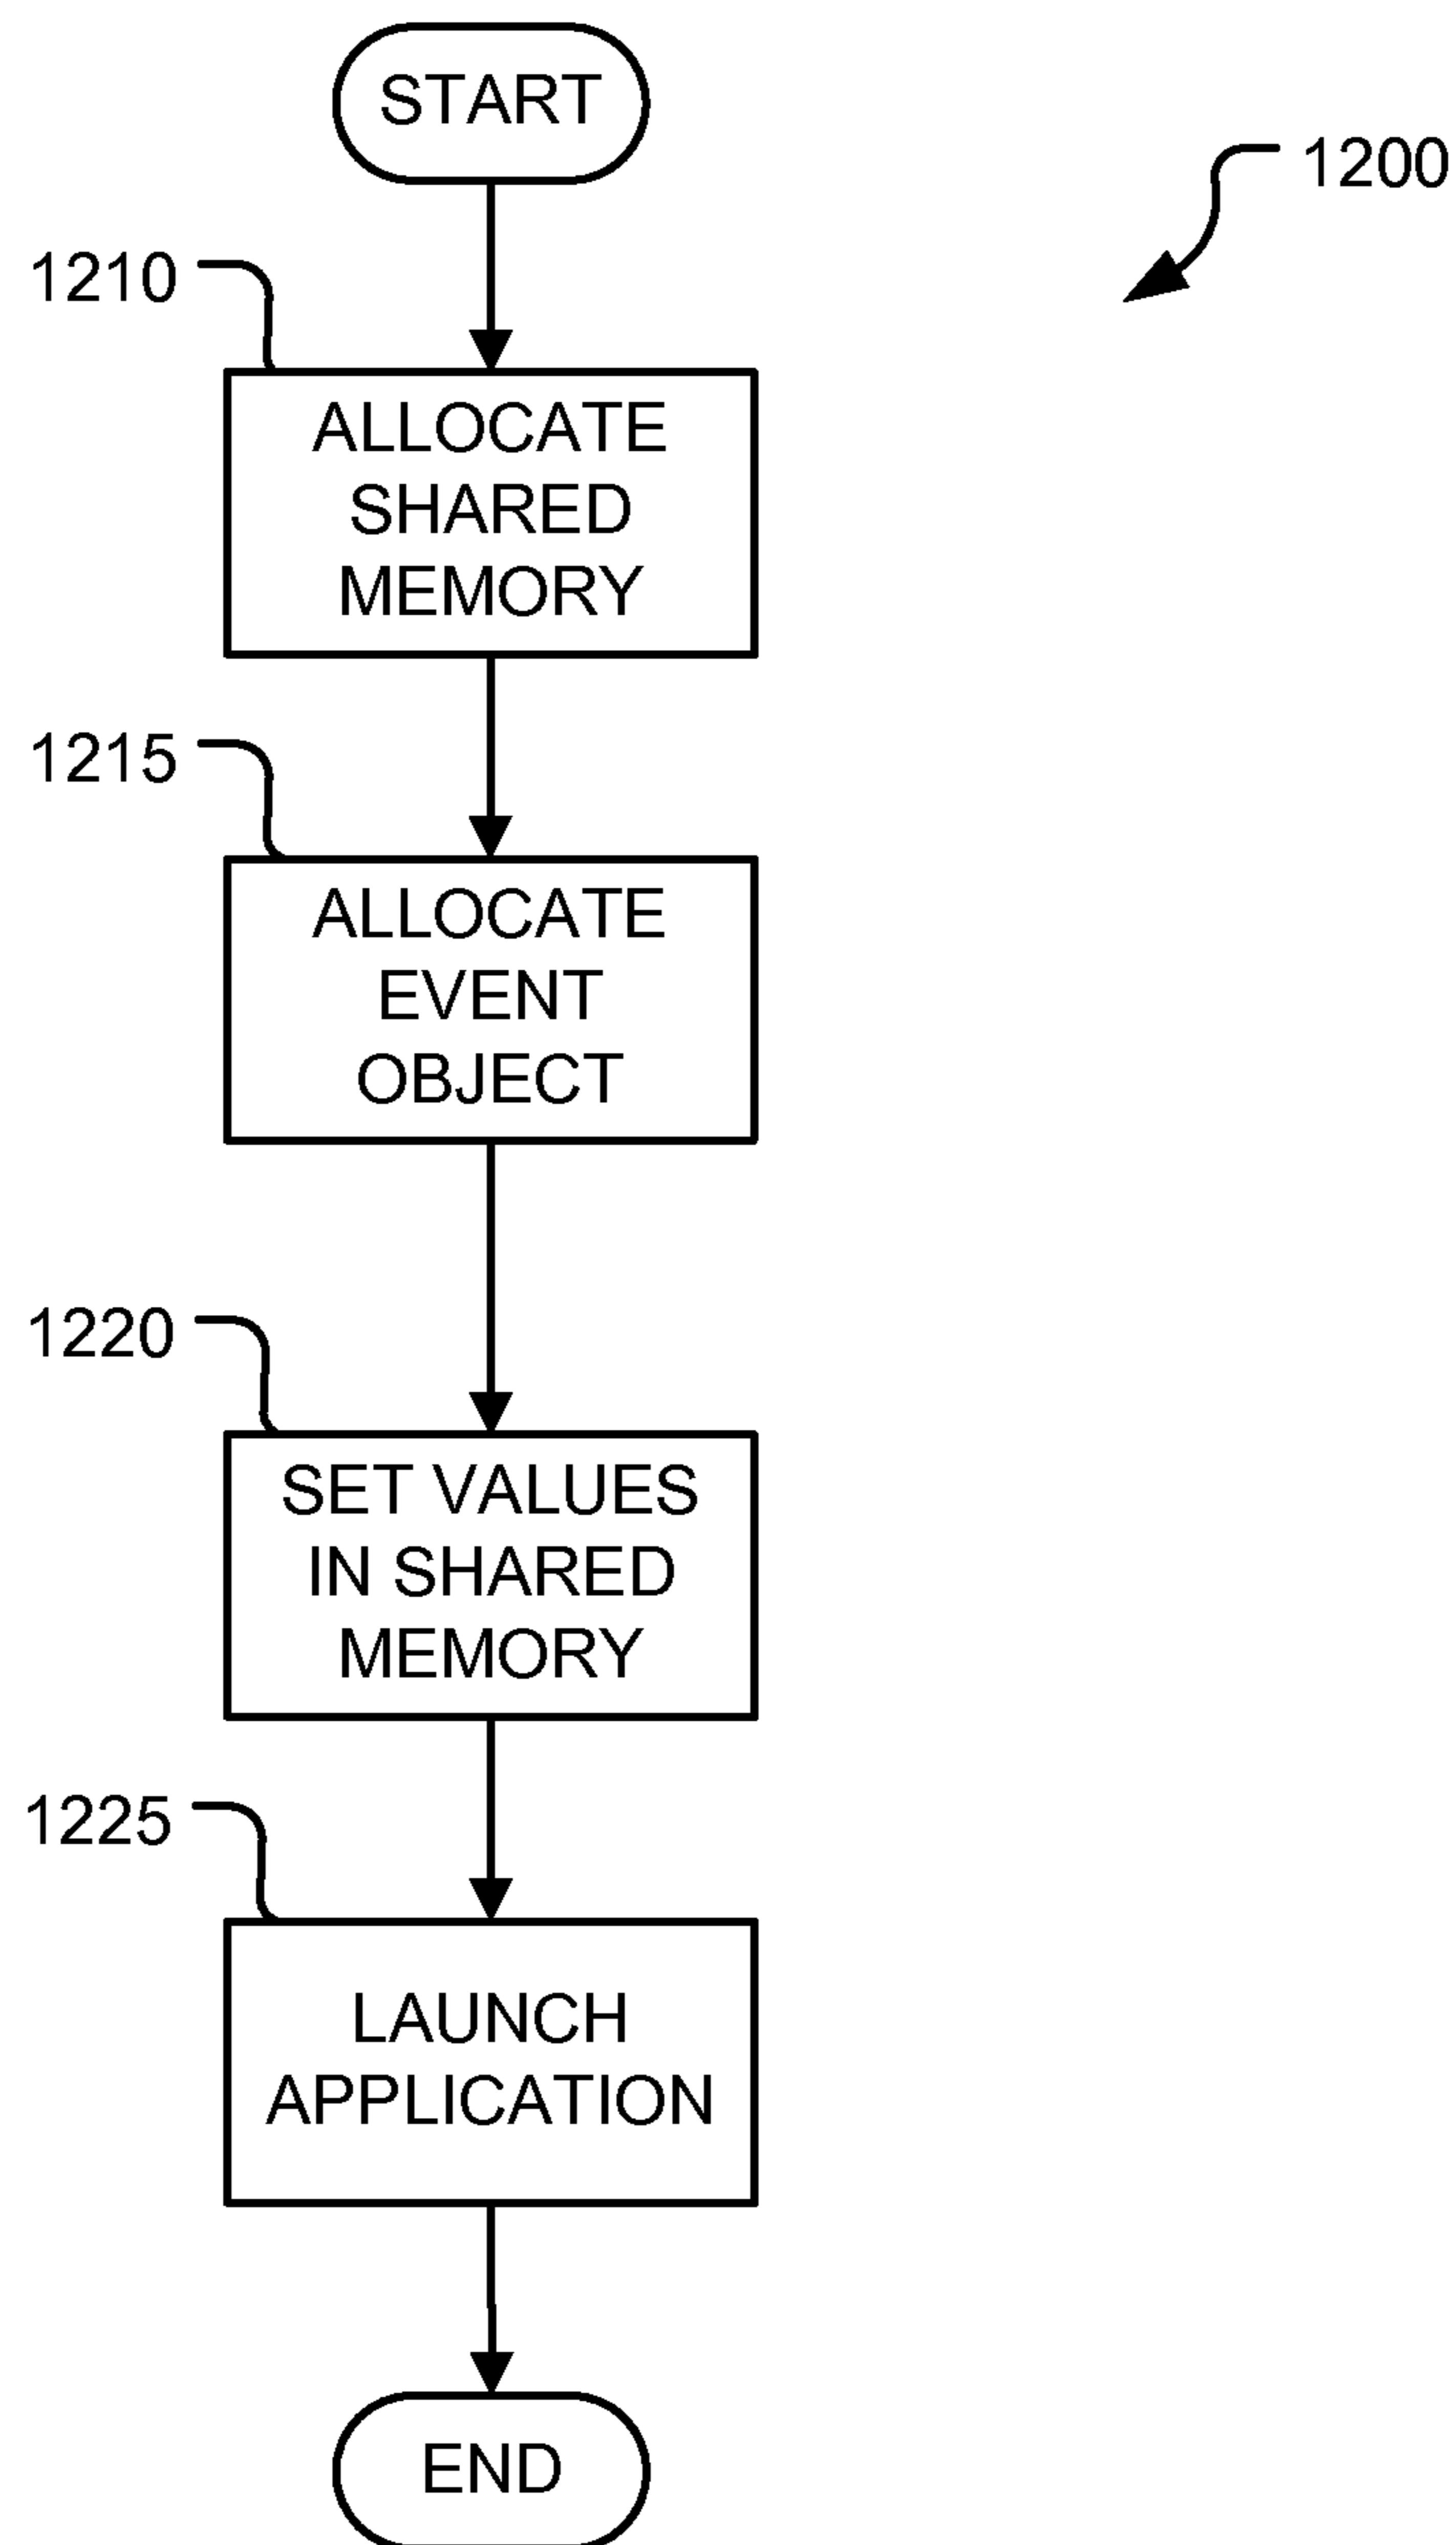 START
1200
1210
ALLOCATE
SHARED
MEMORY
1215
ALLOCATE
EVENT
OBJECT
1220
SET VALUES
IN SHARED
MEMORY
1225
LAUNCH
APPLICATION
END